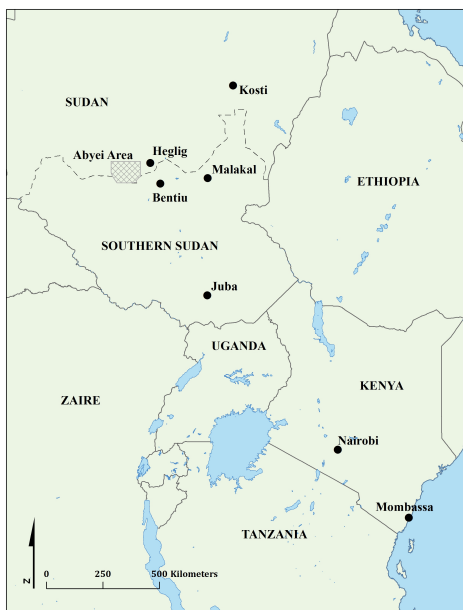 Kosti
SUDAN
Abyei Area
Heglig
Malakal
Bentiu
ETHIOPIA
SOUTHERN SUDAN
Juba
UGANDA
ZAIRE
KENYA
Nairobi
Mombassa
TANZANIA
N
0 250 500 Kilometers